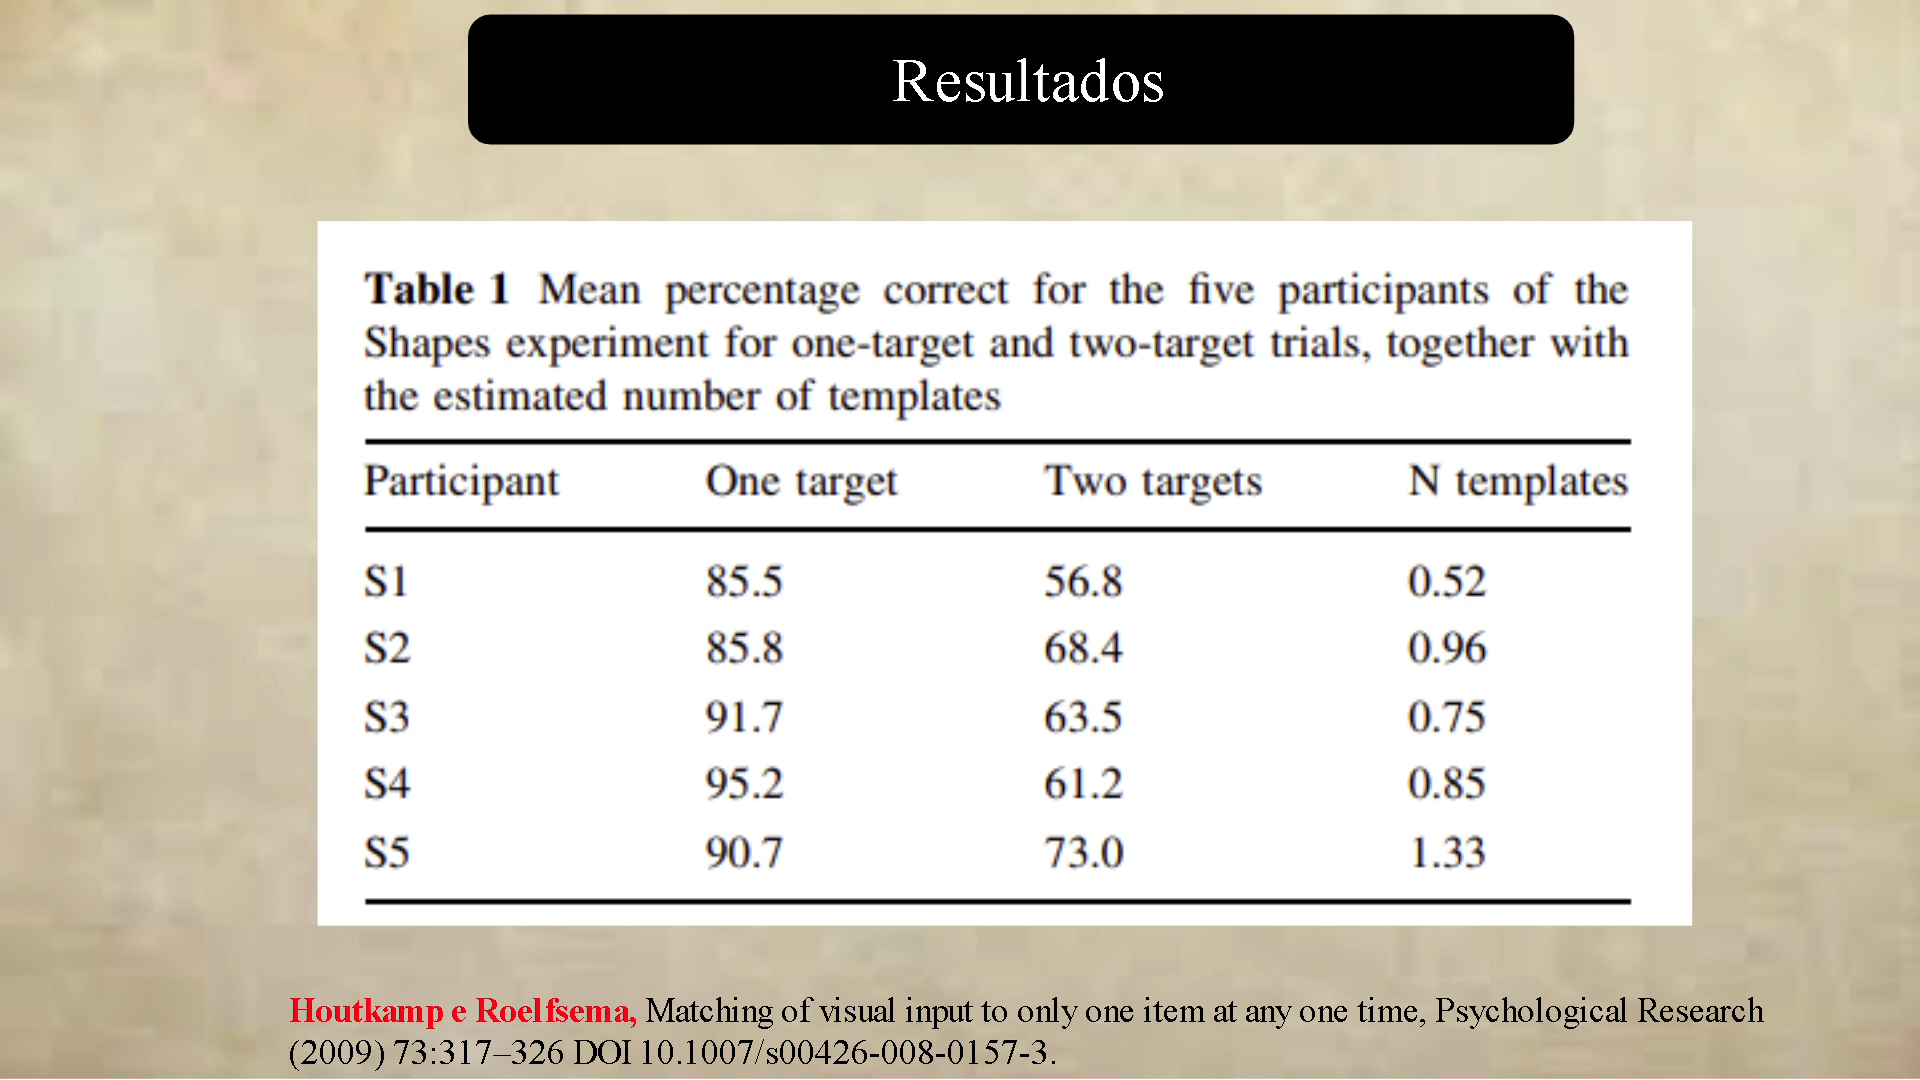 Resultados
Table 1 Mean percentage correct for the five participants of the
Shapes experiment for one-target and two-target trials, together with
the estimated number of templates
Participant One target Two targets N templates
S1 85.5 56.8 0.52
S2 85.8 68.4 0.96
S3 91.7 63.5 0.75
S4 95.2 61.2 0.85
S5 90.7 73.0 1.33
Houtkamp e Roelfsema, Matching of visual input to only one item at any one time, Psychological Research
(2009) 73:317–326 DOI 10.1007/s00426-008-0157-3.